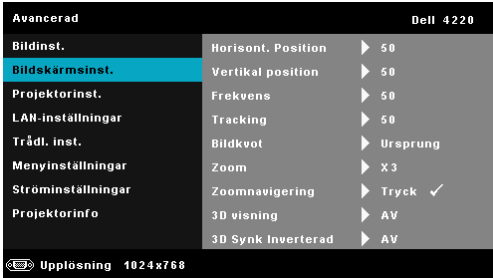 Avancerad Dell 4220
Bildinst. Horisont. Position 50
Bildskärmsinst. Vertikal position 50
Projektorinst. Frekvens 50
LAN-inställningar Tracking 50
Trådl. inst. Bildkvot Ursprung
Menyinställningar Zoom X3
Ströminställningar Zoomnavigering Tryck ✓
Projektorinfo 3D visning AV
3D Synk Inverterad AV
Upplösning 1024x768